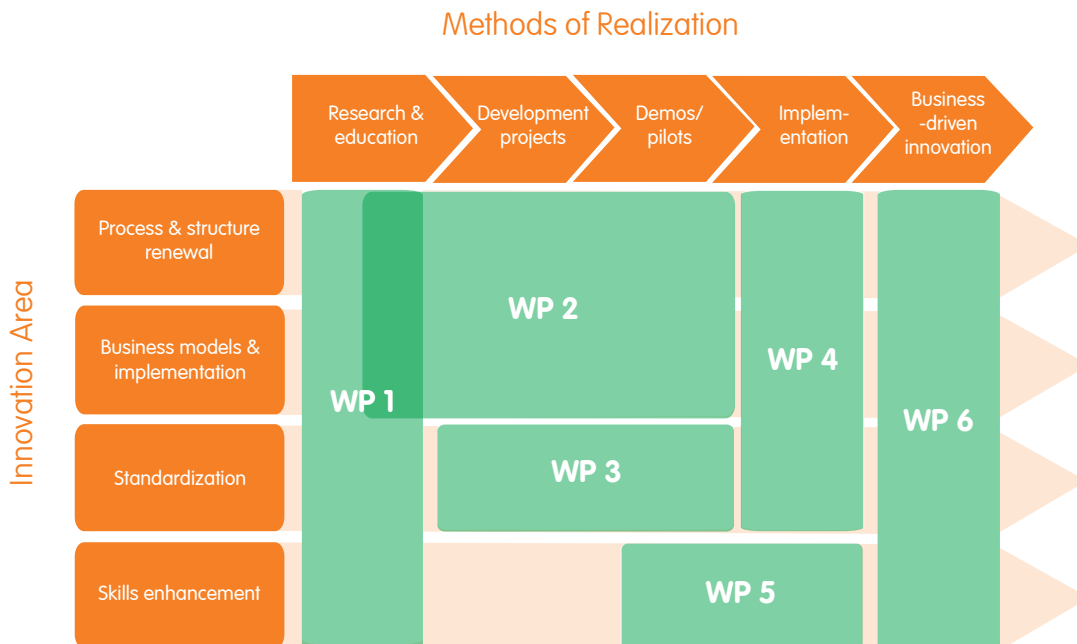 Methods of Realization
Research &
education
Development
projects
Demos/
pilots
Implem-
entation
Business
-driven
innovation
Innovation Area
Process & structure
renewal
Business models &
implementation
Standardization
Skills enhancement
WP 1
WP 2
WP 3
WP 4
WP 5
WP 6